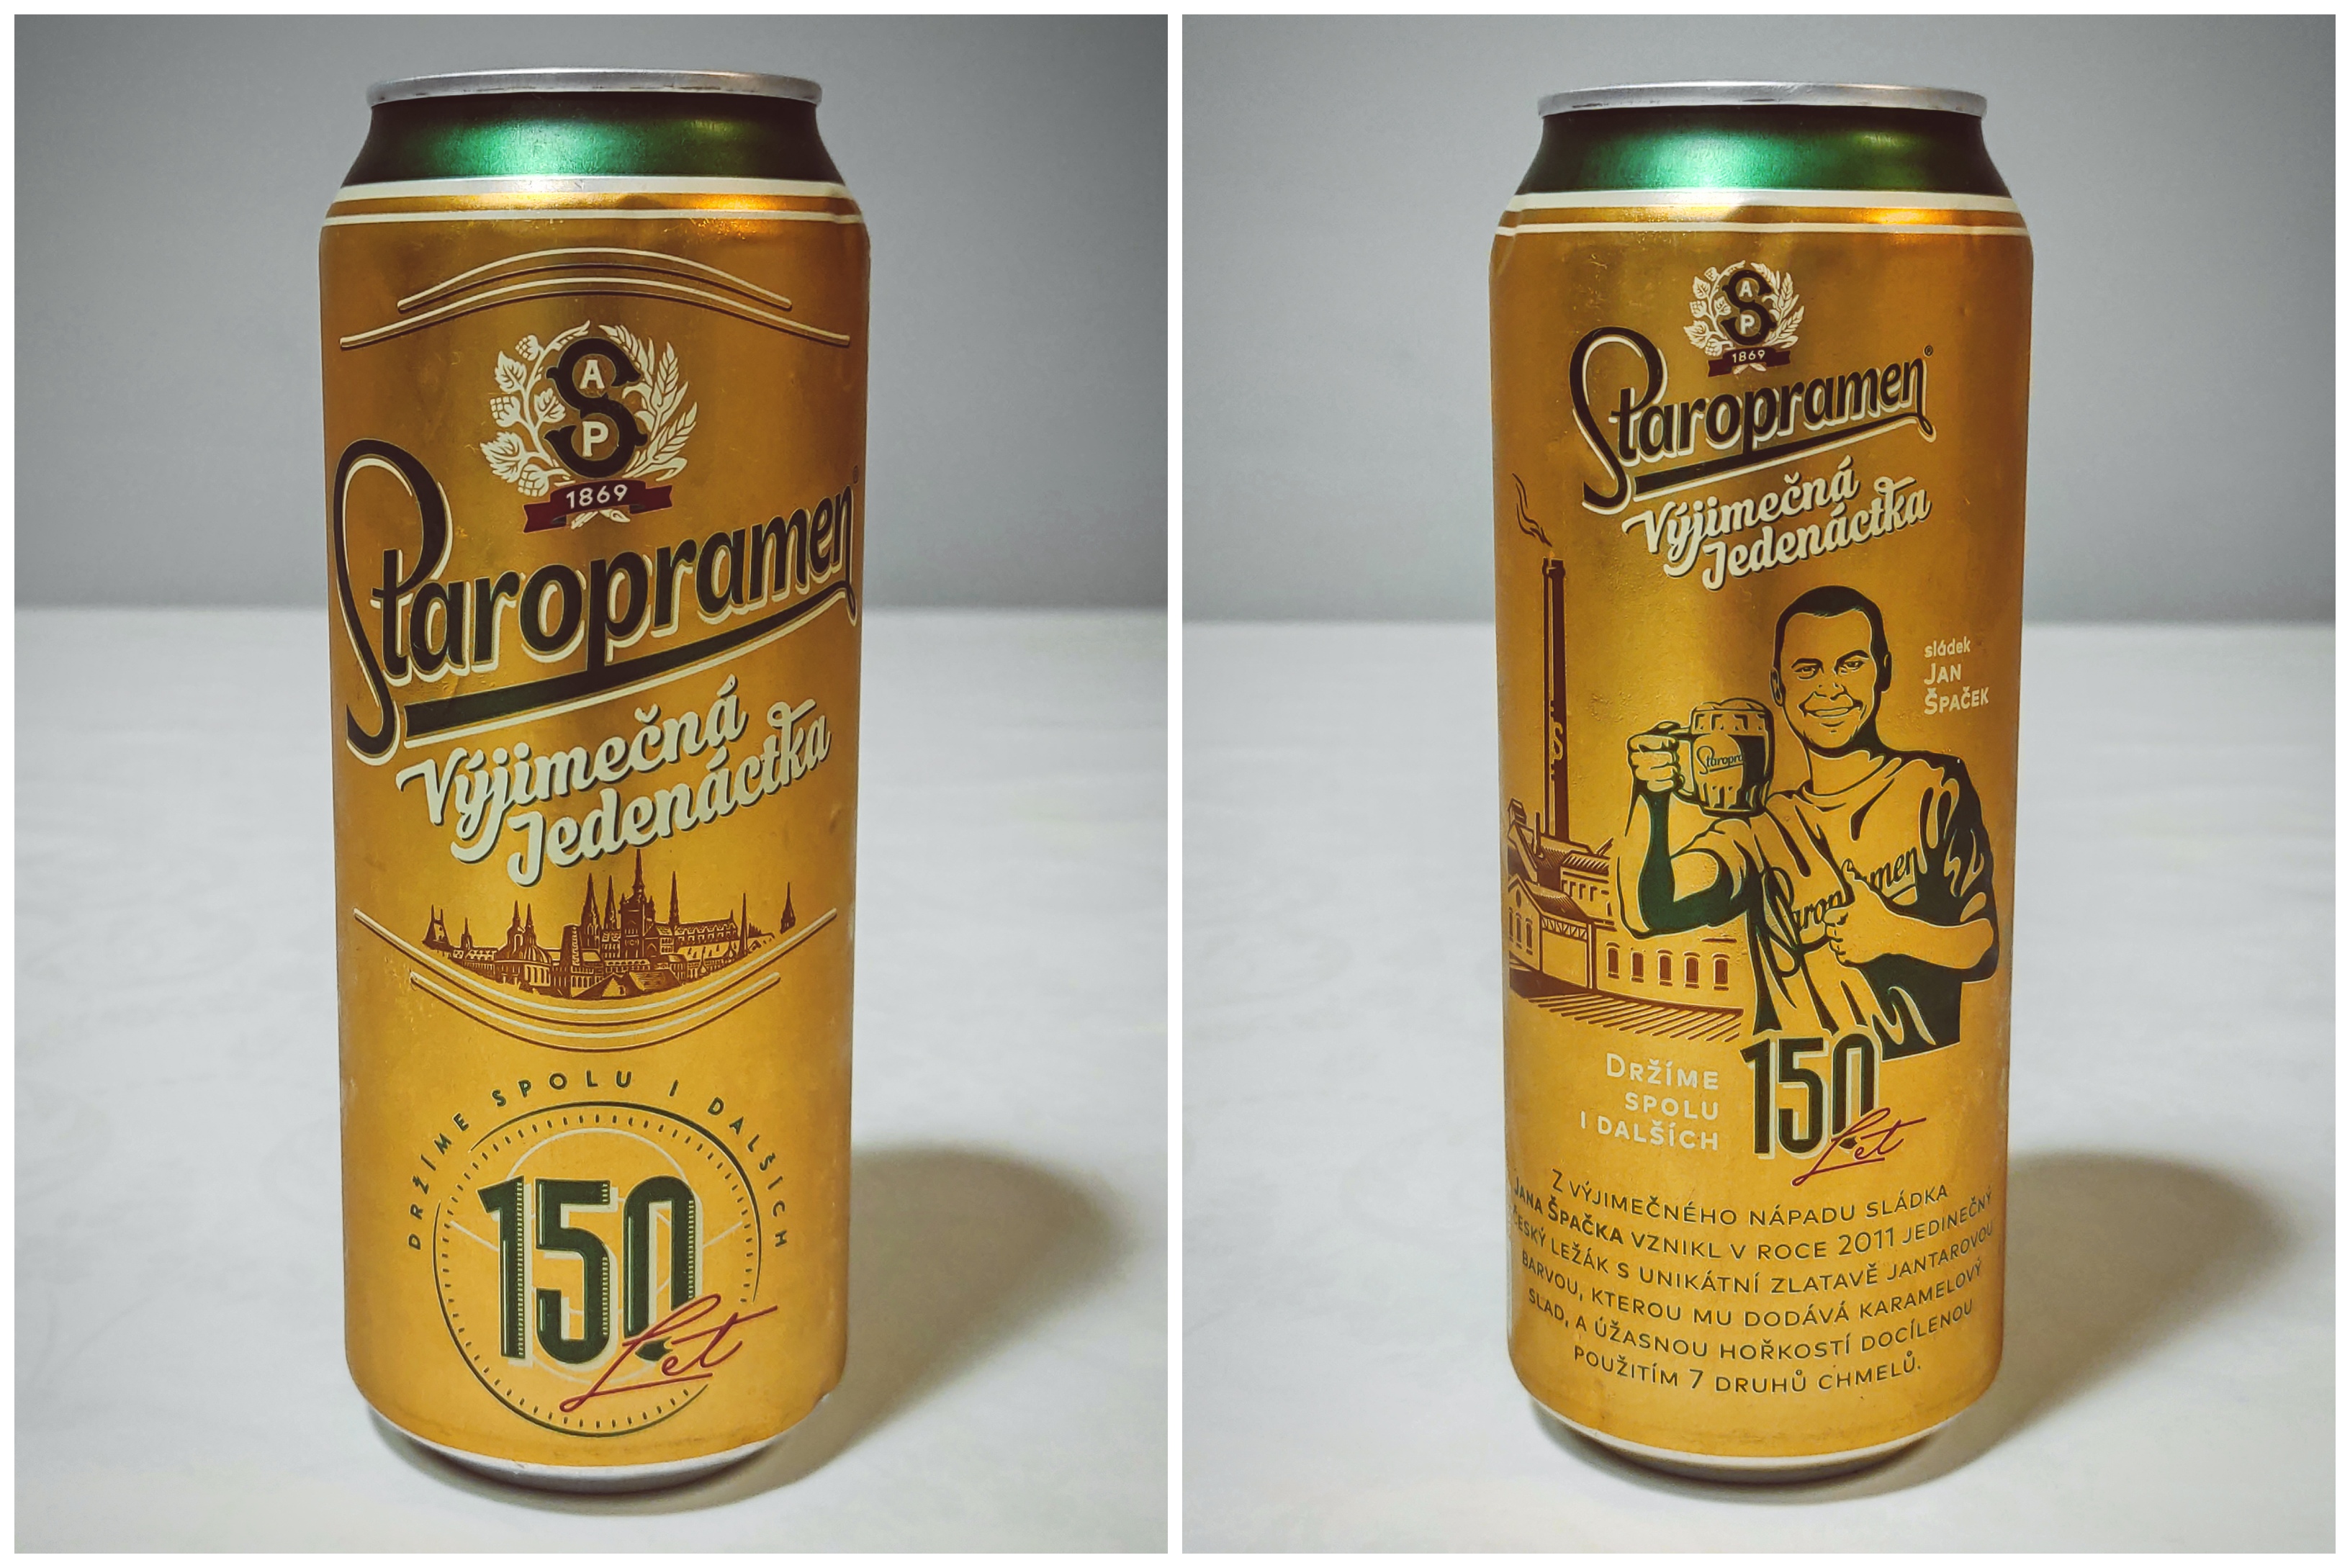 A
S
P
1869
Staropramen
Výjimečná
Jedenáctka
DRŽÍME SPOLU I DALŠÍCH
150
Let
A
S
P
1869
Staropramen®
Výjimečná
Jedenáctka
sládek
JAN
ŠPAČEK
Staropra
Staropramen
DRŽÍME
SPOLU
I DALŠÍCH
150
Let
Z VÝJIMEČNÉHO NÁPADU SLÁDKA
JANA ŠPAČKA VZNIKL V ROCE 2011 JEDINEČNÝ
ČESKÝ LEŽÁK S UNIKÁTNÍ ZLATAVĚ JANTAROVOU
BARVOU, KTEROU MU DODÁVÁ KARAMELOVÝ
SLAD, A ÚŽASNOU HOŘKOSTÍ DOCÍLENOU
POUŽITÍM 7 DRUHŮ CHMELŮ.